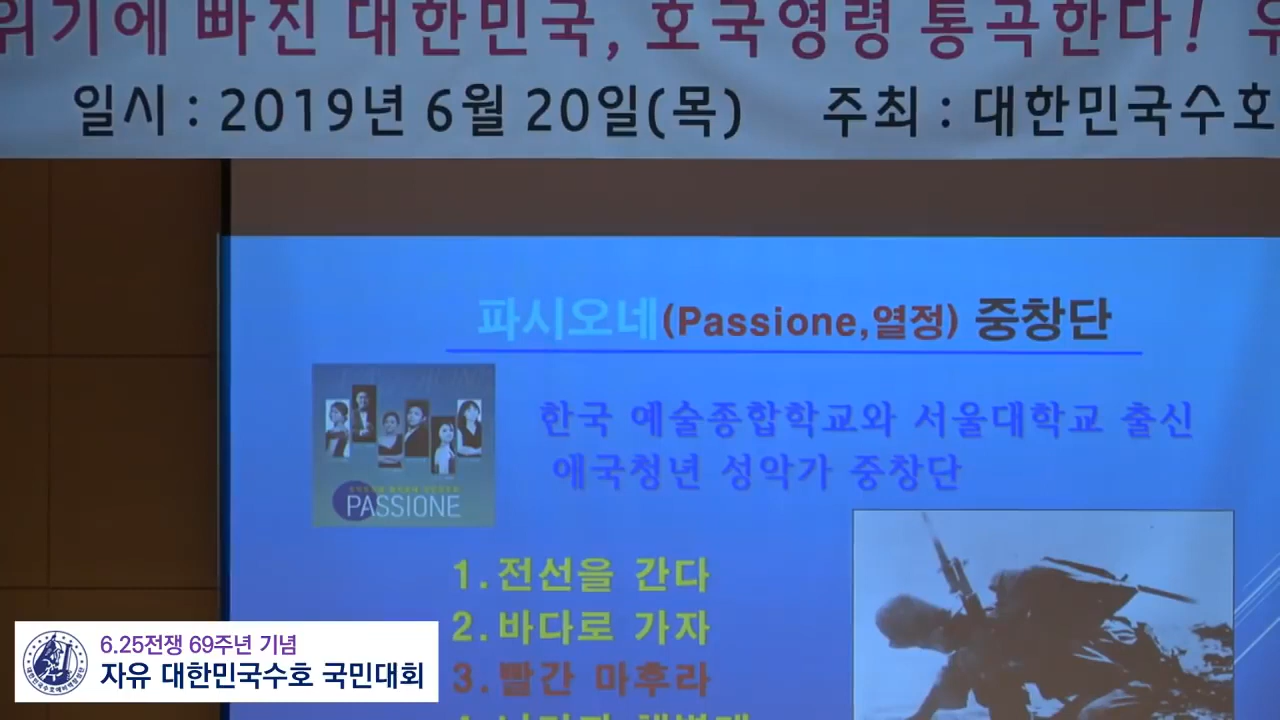 위기에 빠진 대한민국, 호국영령 통곡한다!
일시 : 2019년 6월 20일(목) 주최 : 대한민국수호
파시오네(Passione,열정) 중창단
한국 예술종합학교와 서울대학교 출신
애국청년 성악가 중창단
PASSIONE
1. 전선을 간다
2. 바다로 가자
3. 빨간 마후라
6.25전쟁 69주년 기념
자유 대한민국수호 국민대회